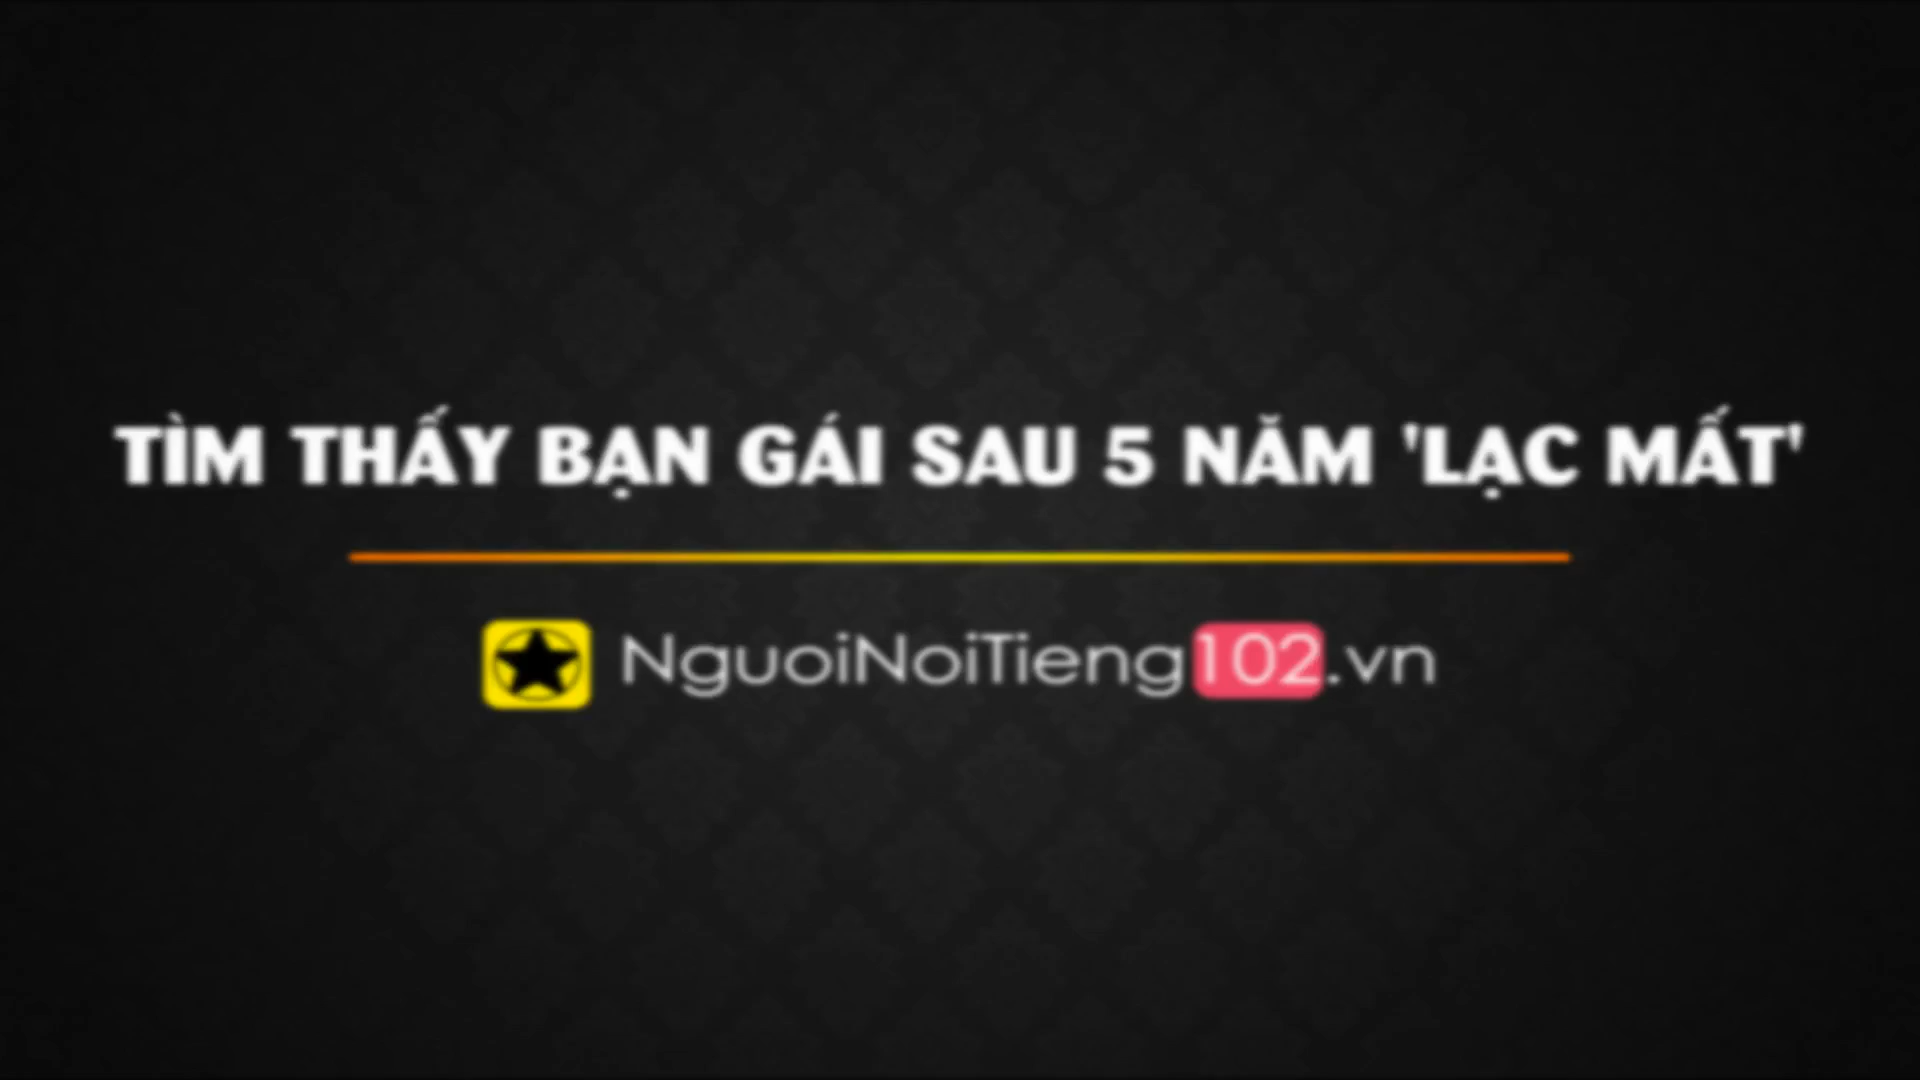 TÌM THẤY BẠN GÁI SAU 5 NĂM 'LẠC MẤT'
NguoiNoiTieng102.vn